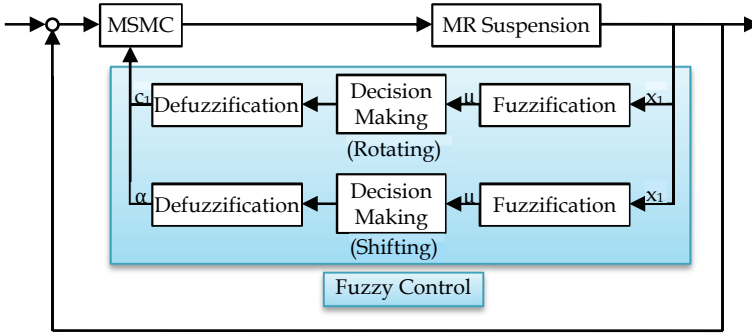 MSMC
MR Suspension
c₁
Defuzzification
Decision
Making
(Rotating)
μ
Fuzzification
x₁
α
Defuzzification
Decision
Making
(Shifting)
μ
Fuzzification
x₁
Fuzzy Control